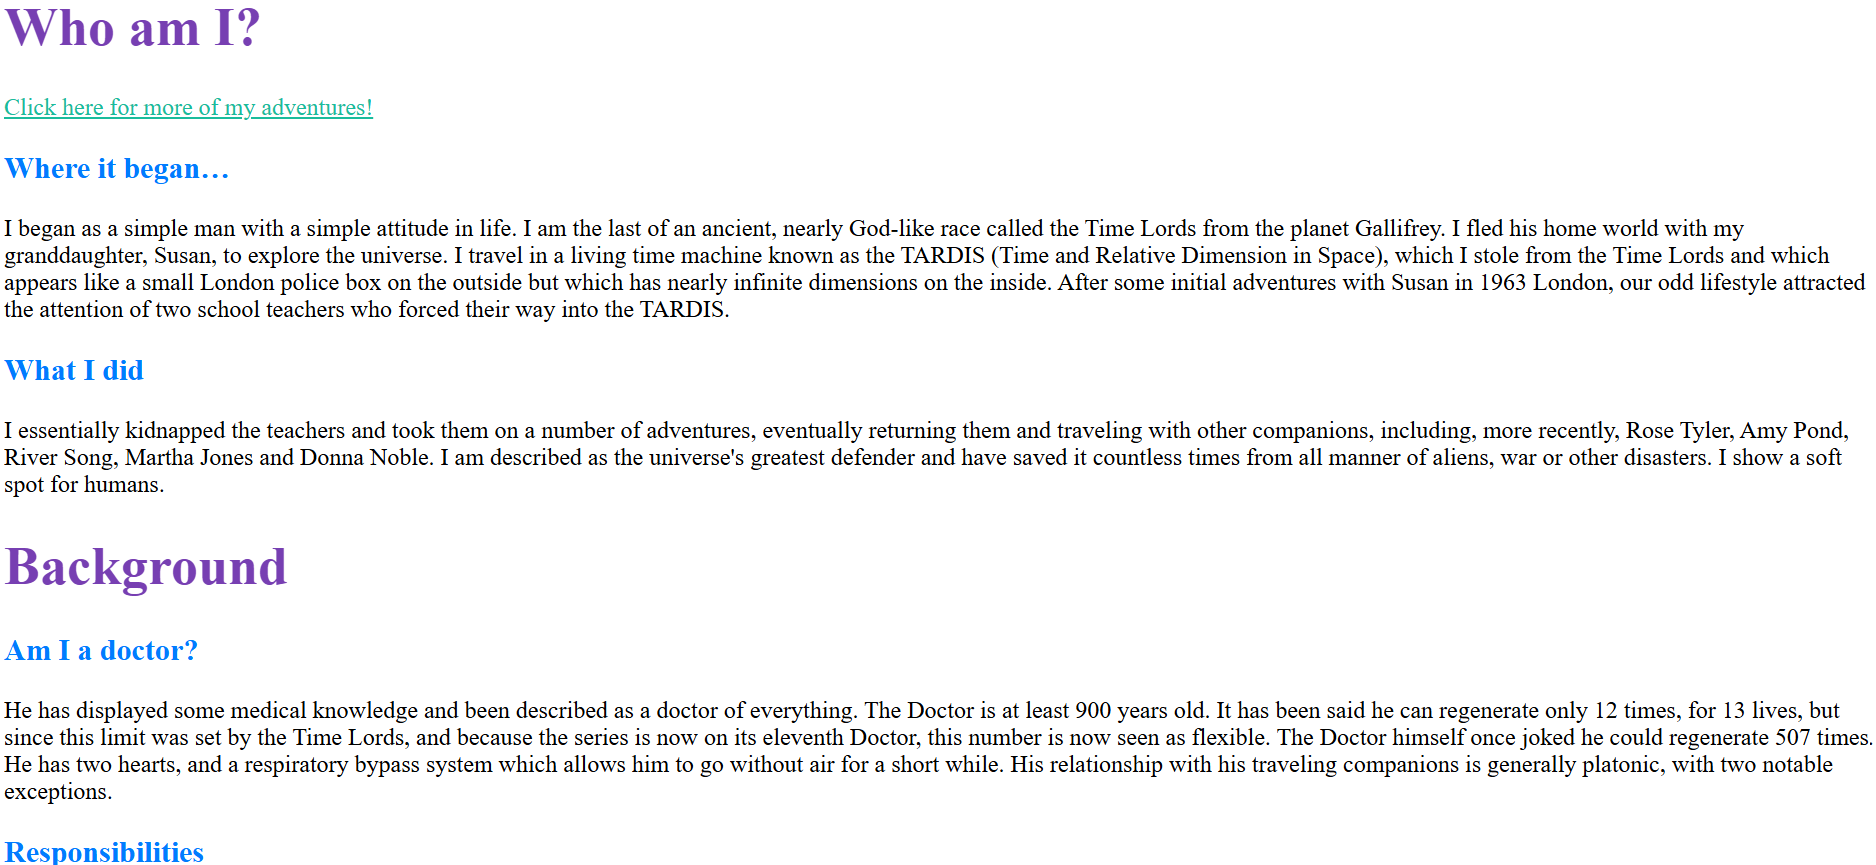 Who am I?
Click here for more of my adventures!
Where it began…
I began as a simple man with a simple attitude in life. I am the last of an ancient, nearly God-like race called the Time Lords from the planet Gallifrey. I fled his home world with my
granddaughter, Susan, to explore the universe. I travel in a living time machine known as the TARDIS (Time and Relative Dimension in Space), which I stole from the Time Lords and which
appears like a small London police box on the outside but which has nearly infinite dimensions on the inside. After some initial adventures with Susan in 1963 London, our odd lifestyle attracted
the attention of two school teachers who forced their way into the TARDIS.
What I did
I essentially kidnapped the teachers and took them on a number of adventures, eventually returning them and traveling with other companions, including, more recently, Rose Tyler, Amy Pond,
River Song, Martha Jones and Donna Noble. I am described as the universe's greatest defender and have saved it countless times from all manner of aliens, war or other disasters. I show a soft
spot for humans.
Background
Am I a doctor?
He has displayed some medical knowledge and been described as a doctor of everything. The Doctor is at least 900 years old. It has been said he can regenerate only 12 times, for 13 lives, but
since this limit was set by the Time Lords, and because the series is now on its eleventh Doctor, this number is now seen as flexible. The Doctor himself once joked he could regenerate 507 times.
He has two hearts, and a respiratory bypass system which allows him to go without air for a short while. His relationship with his traveling companions is generally platonic, with two notable
exceptions.
Responsibilities